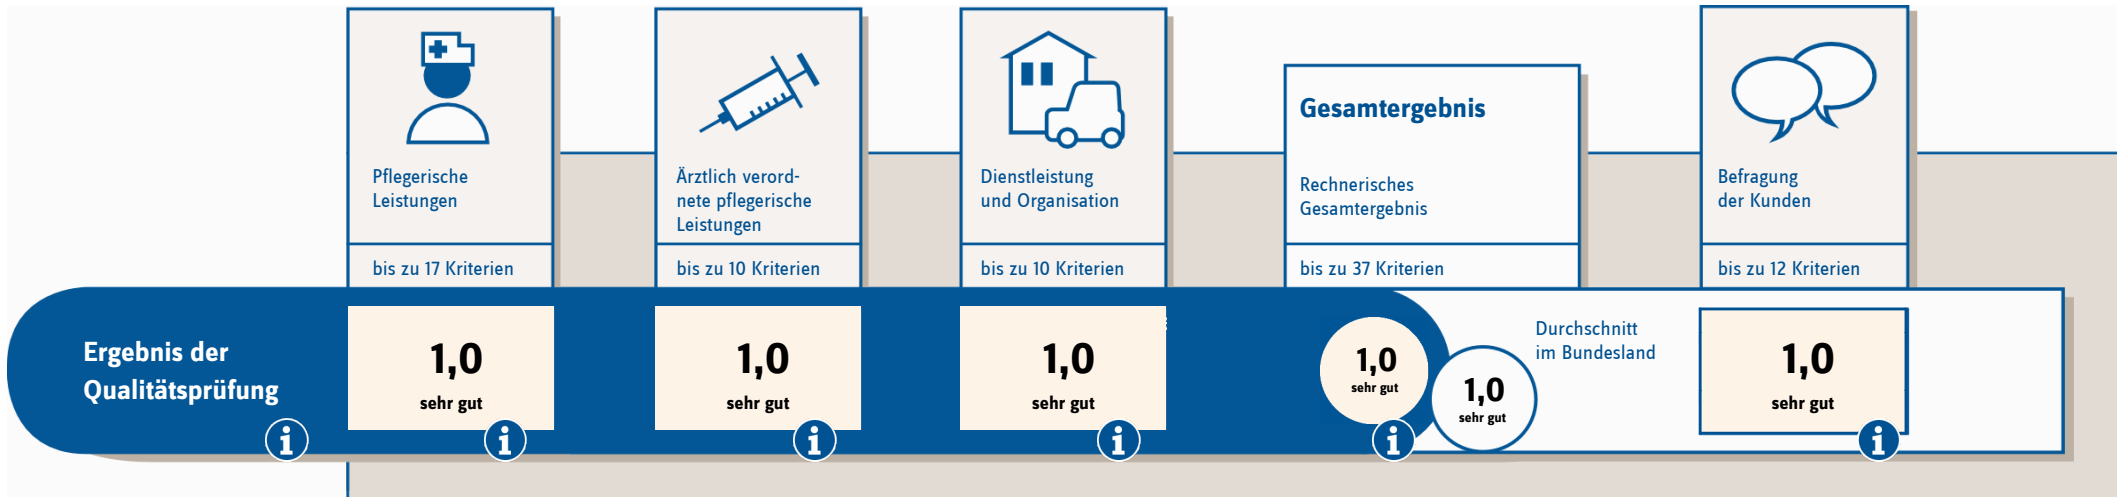 Pflegerische
Leistungen
bis zu 17 Kriterien
Ärztlich verord-
nete pflegerische
Leistungen
bis zu 10 Kriterien
Dienstleistung
und Organisation
bis zu 10 Kriterien
Gesamtergebnis
Rechnerisches
Gesamtergebnis
bis zu 37 Kriterien
Befragung
der Kunden
bis zu 12 Kriterien
Ergebnis der
Qualitätsprüfung
i
1,0
sehr gut
i
1,0
sehr gut
i
1,0
sehr gut
i
1,0
sehr gut
i
1,0
sehr gut
Durchschnitt
im Bundesland
1,0
sehr gut
i